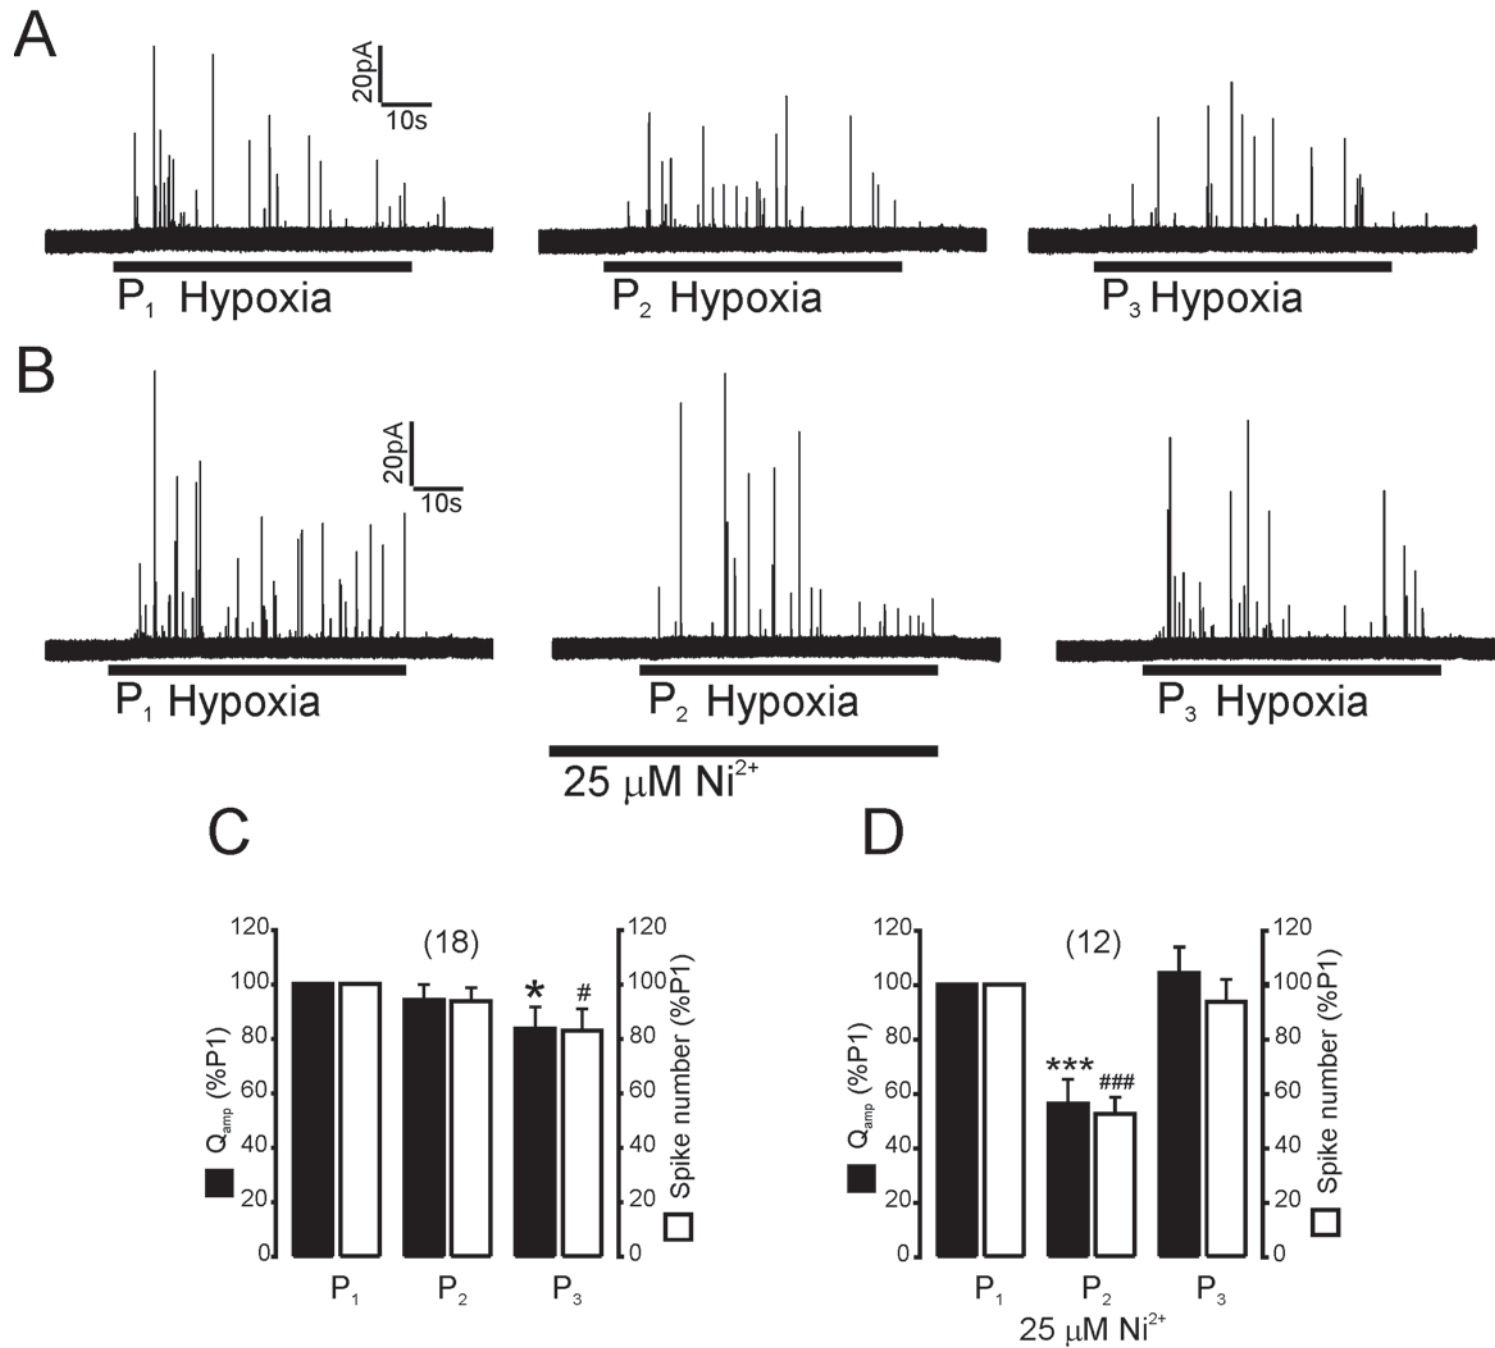 A
20pA
10s
P1 Hypoxia
P2 Hypoxia
P3 Hypoxia
B
20pA
10s
P1 Hypoxia
P2 Hypoxia
P3 Hypoxia
25 μM Ni2+
C
(18)
120
100
80
60
40
20
0
Qamp (%P1)
*
#
120
100
80
60
40
20
0
Spike number (%P1)
P1
P2
P3
D
(12)
120
100
80
60
40
20
0
Qamp (%P1)
***
###
120
100
80
60
40
20
0
Spike number (%P1)
P1
P2
P3
25 μM Ni2+